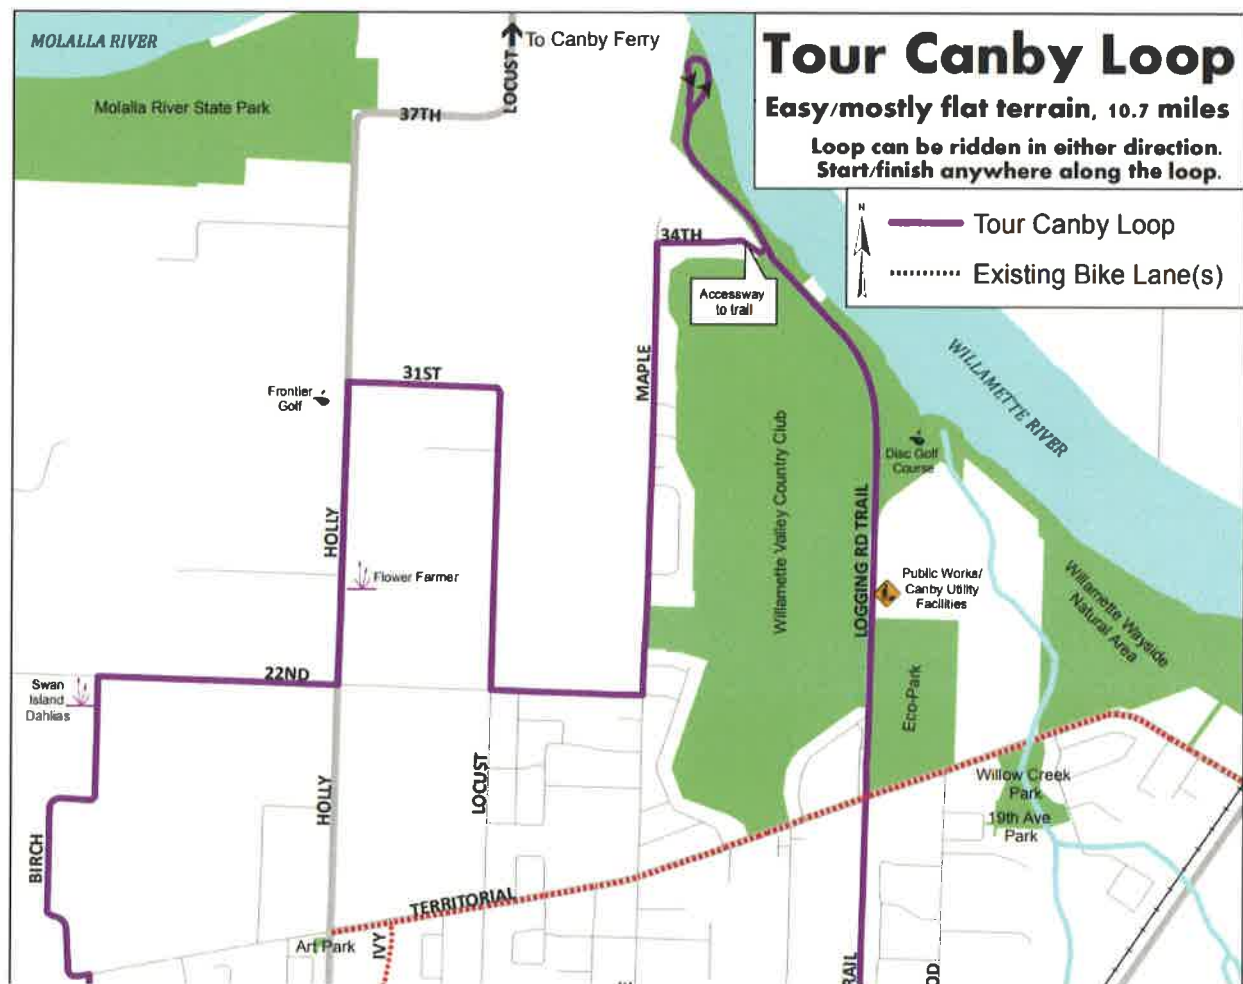 MOLALLA RIVER
To Canby Ferry
LOCUST
Tour Canby Loop
Easy/mostly flat terrain, 10.7 miles
Loop can be ridden in either direction.
Start/finish anywhere along the loop.
Molalla River State Park
37TH
N
Tour Canby Loop
Existing Bike Lane(s)
34TH
Accessway
to trail
WILLAMETTE RIVER
MAPLE
31ST
Frontier
Golf
Willamette Valley Country Club
Disc Golf
Course
HOLLY
LOGGING RD TRAIL
Flower Farmer
Public Works/
Canby Utility
Facilities
Willamette Wayside
Natural Area
22ND
Swan
Island
Dahlias
Eco-Park
LOCUST
HOLLY
Willow Creek
Park
19th Ave
Park
BIRCH
TERRITORIAL
Art Park
IVY
RAIL
OD